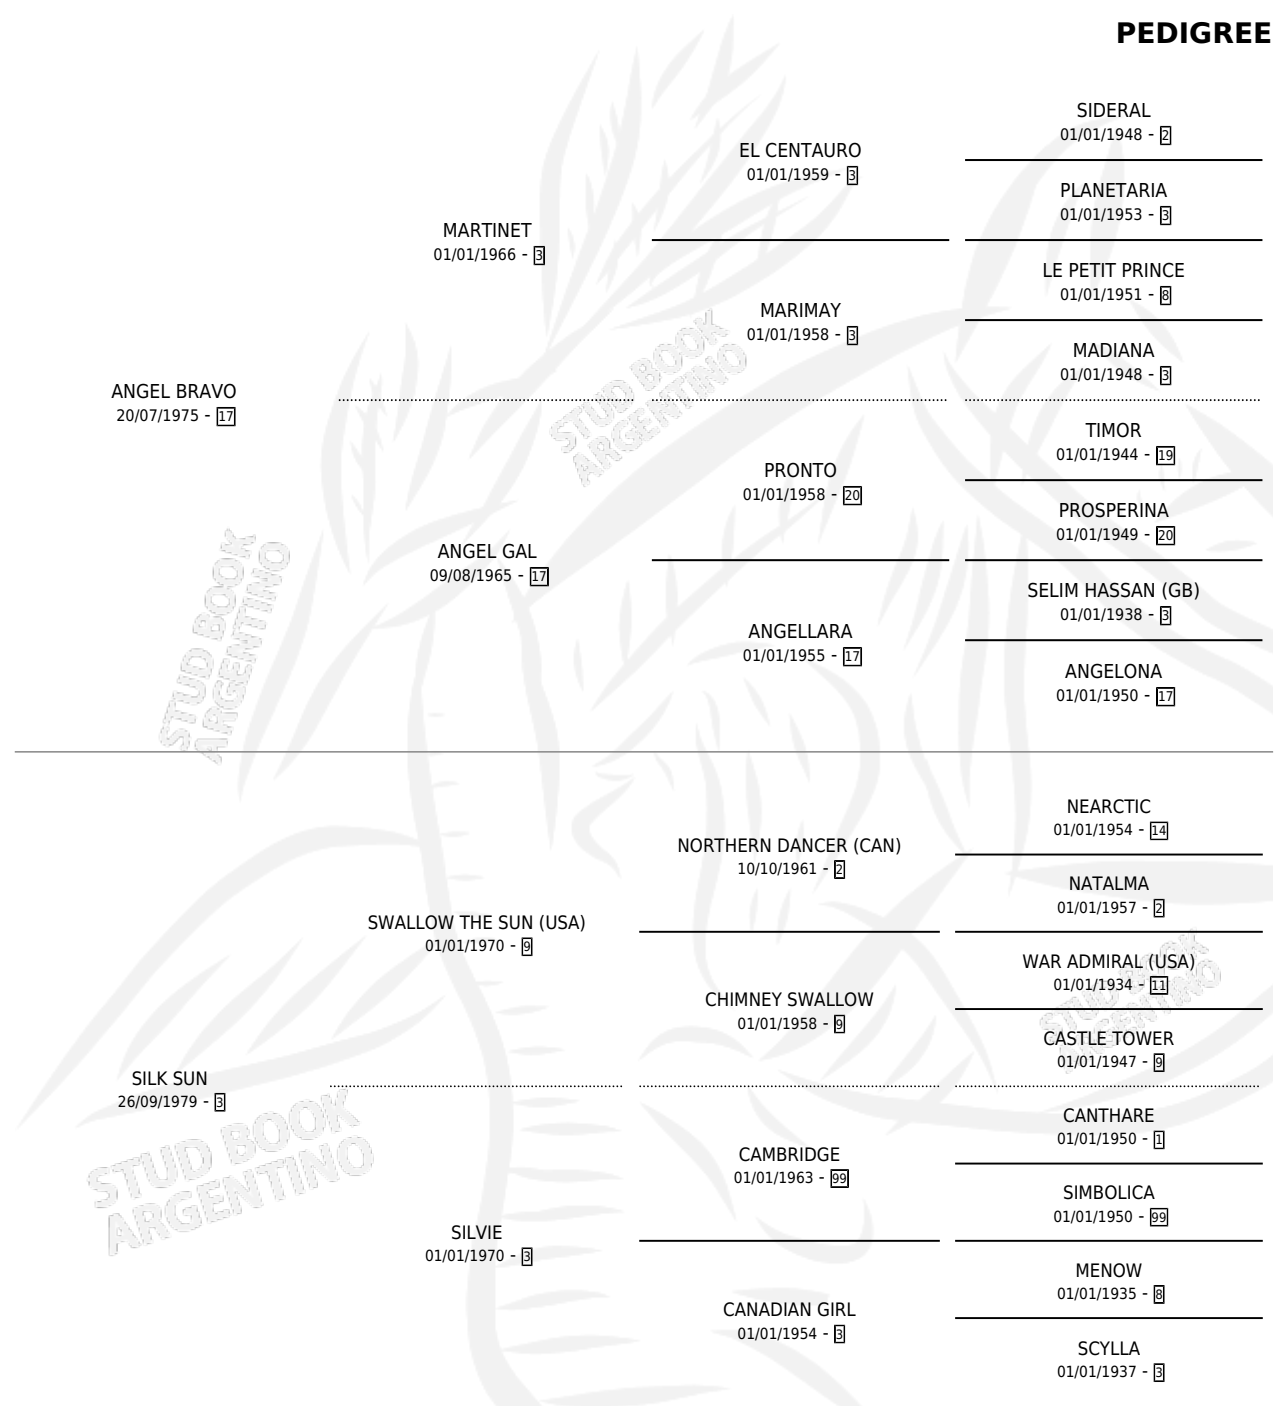 PEDIGREE
SIDERAL
01/01/1948 - 2
EL CENTAURO
01/01/1959 - 3
PLANETARIA
01/01/1953 - 3
MARTINET
01/01/1966 - 3
LE PETIT PRINCE
01/01/1951 - 8
MARIMAY
01/01/1958 - 3
MADIANA
01/01/1948 - 3
ANGEL BRAVO
20/07/1975 - 17
STUD BOOK
ARGENTINO
TIMOR
01/01/1944 - 19
PRONTO
01/01/1958 - 20
PROSPERINA
01/01/1949 - 20
ANGEL GAL
09/08/1965 - 17
SELIM HASSAN (GB)
01/01/1938 - 3
ANGELLARA
01/01/1955 - 17
ANGELONA
01/01/1950 - 17
STUD BOOK
ARGENTINO
NEARCTIC
01/01/1954 - 14
NORTHERN DANCER (CAN)
10/10/1961 - 2
NATALMA
01/01/1957 - 2
SWALLOW THE SUN (USA)
01/01/1970 - 9
WAR ADMIRAL (USA)
01/01/1934 - 11
CHIMNEY SWALLOW
01/01/1958 - 9
STUD BOOK
ARGENTINO
CASTLE TOWER
01/01/1947 - 9
SILK SUN
26/09/1979 - 3
CANTHARE
01/01/1950 - 1
CAMBRIDGE
01/01/1963 - 99
STUD BOOK
ARGENTINO
SIMBOLICA
01/01/1950 - 99
SILVIE
01/01/1970 - 3
MENOW
01/01/1935 - 8
CANADIAN GIRL
01/01/1954 - 3
SCYLLA
01/01/1937 - 3